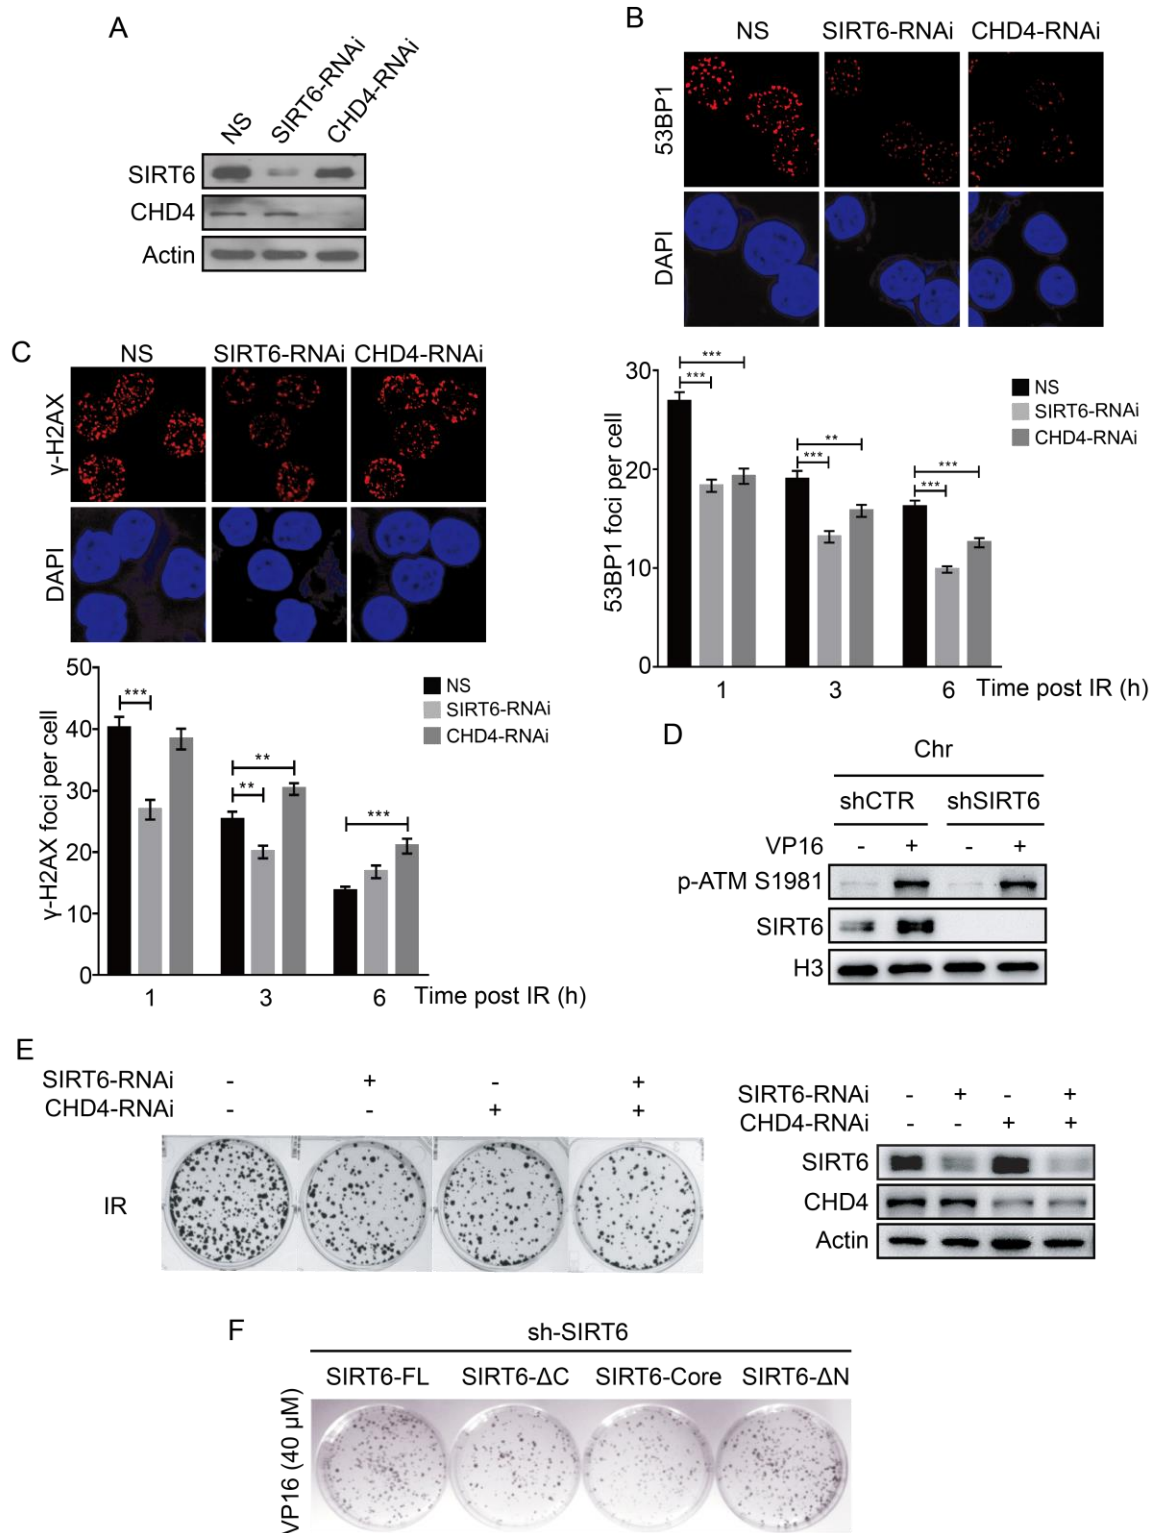 A
NS
SIRT6-RNAi
CHD4-RNAi
SIRT6
CHD4
Actin
B
NS SIRT6-RNAi CHD4-RNAi
53BP1
DAPI
30
20
10
0
53BP1 foci per cell
***
***
**
***
***
***
NS
SIRT6-RNAi
CHD4-RNAi
1 3 6 Time post IR (h)
C
NS SIRT6-RNAi CHD4-RNAi
γ-H2AX
DAPI
50
40
30
20
10
0
γ-H2AX foci per cell
***
**
**
***
NS
SIRT6-RNAi
CHD4-RNAi
1 3 6 Time post IR (h)
D
Chr
shCTR shSIRT6
VP16 - + - +
p-ATM S1981
SIRT6
H3
E
SIRT6-RNAi - + - +
CHD4-RNAi - - + +
IR
SIRT6-RNAi - + - +
CHD4-RNAi - - + +
SIRT6
CHD4
Actin
F
sh-SIRT6
SIRT6-FL SIRT6-ΔC SIRT6-Core SIRT6-ΔN
VP16 (40 μM)